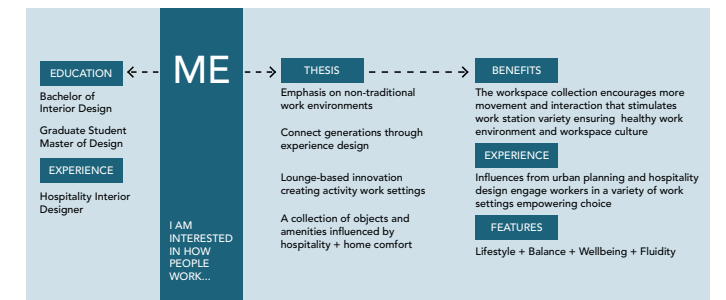 EDUCATION
Bachelor of
Interior Design
Graduate Student
Master of Design
EXPERIENCE
Hospitality Interior
Designer
ME
I AM
INTERESTED
IN HOW
PEOPLE
WORK...
THESIS
Emphasis on non-traditional
work environments
Connect generations through
experience design
Lounge-based innovation
creating activity work settings
A collection of objects and
amenities influenced by
hospitality + home comfort
BENEFITS
The workspace collection encourages more
movement and interaction that stimulates
work station variety ensuring healthy work
environment and workspace culture
EXPERIENCE
Influences from urban planning and hospitality
design engage workers in a variety of work
settings empowering choice
FEATURES
Lifestyle + Balance + Wellbeing + Fluidity